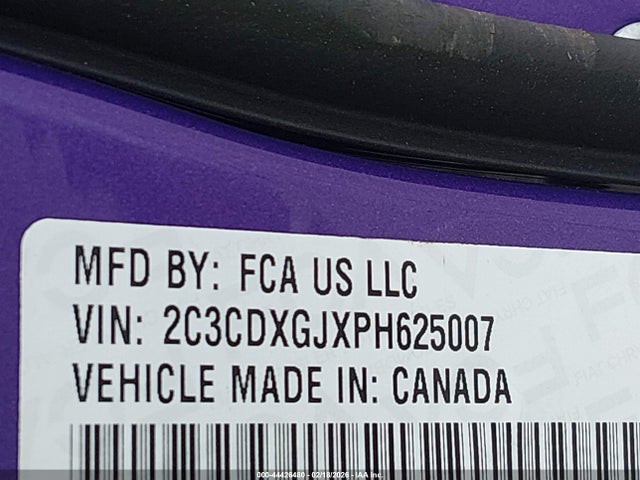 MFD BY: FCA US LLC
VIN: 2C3CDXGJXPH625007
VEHICLE MADE IN: CANADA
000-44426480 - 02/18/2026 - IAA Inc.